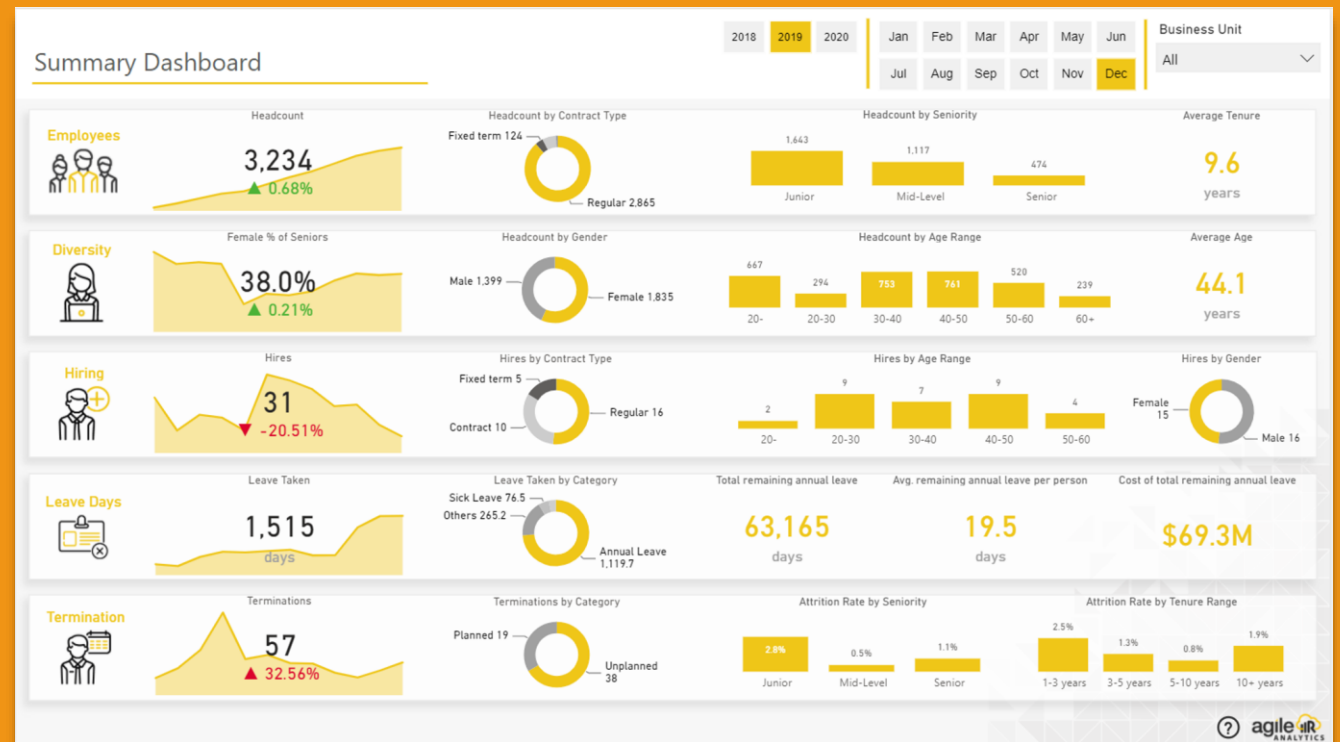 Summary Dashboard
2018 2019 2020
Jan Feb Mar Apr May Jun
Jul Aug Sep Oct Nov Dec
Business Unit
All
Employees
Headcount
3,234
▲ 0.68%
Headcount by Contract Type
Fixed term 124
Regular 2,865
Headcount by Seniority
1,643 1,117 474
Junior Mid-Level Senior
Average Tenure
9.6
years
Diversity
Female % of Seniors
38.0%
▲ 0.21%
Headcount by Gender
Male 1,399
Female 1,835
Headcount by Age Range
667 294 753 761 520 239
20- 20-30 30-40 40-50 50-60 60+
Average Age
44.1
years
Hiring
Hires
31
▼ -20.51%
Hires by Contract Type
Fixed term 5
Regular 16
Contract 10
Hires by Age Range
2 9 7 9 4
20- 20-30 30-40 40-50 50-60
Hires by Gender
Female
15
Male 16
Leave Days
Leave Taken
1,515
days
Leave Taken by Category
Sick Leave 76.5
Others 265.2
Annual Leave
1,119.7
Total remaining annual leave
63,165
days
Avg. remaining annual leave per person
19.5
days
Cost of total remaining annual leave
$69.3M
Termination
Terminations
57
▲ 32.56%
Terminations by Category
Planned 19
Unplanned
38
Attrition Rate by Seniority
2.8% 0.5% 1.1%
Junior Mid-Level Senior
Attrition Rate by Tenure Range
2.5% 1.3% 0.8% 1.9%
1-3 years 3-5 years 5-10 years 10+ years
? agile HR
ANALYTICS